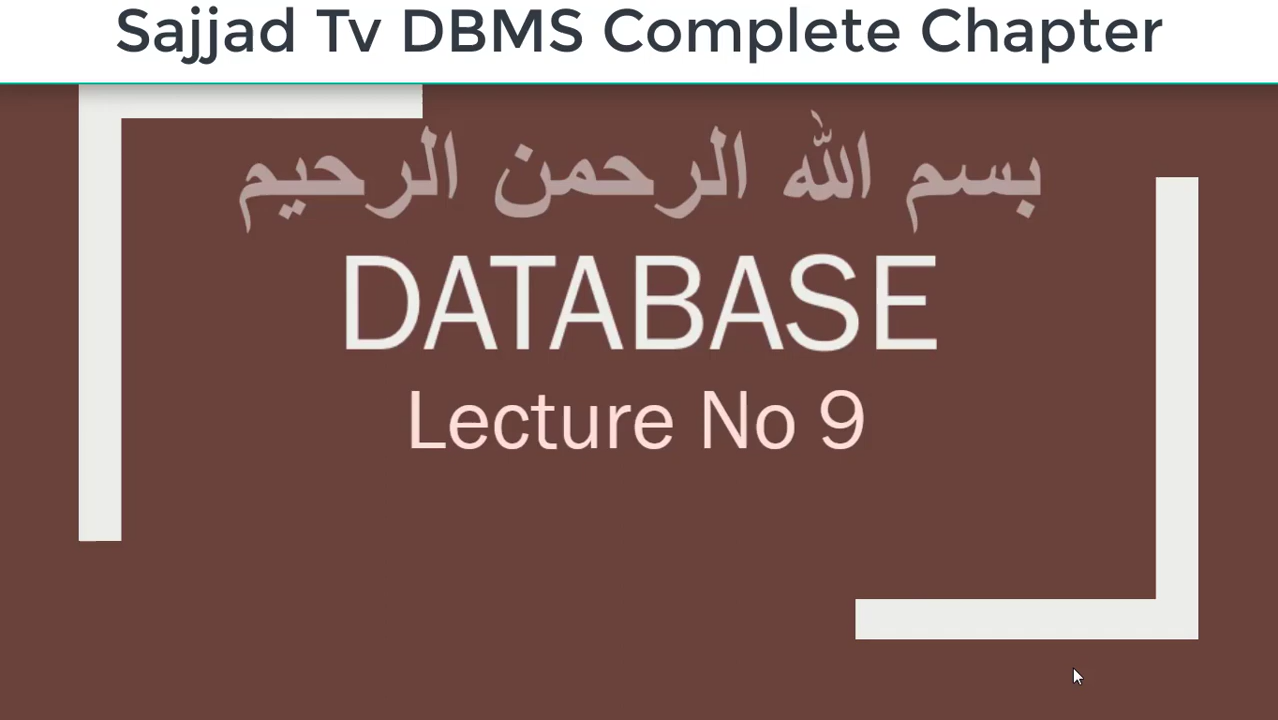 Sajjad Tv DBMS Complete Chapter
بسم الله الرحمن الرحيم
DATABASE
Lecture No 9